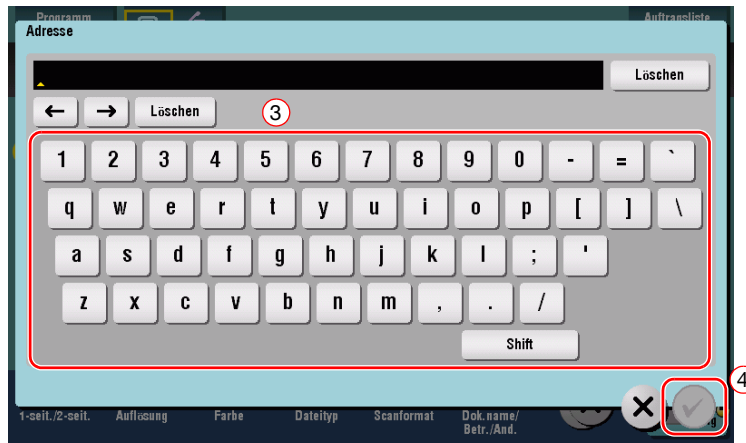 Programm
Auftragsliste
Adresse
Löschen
← → Löschen
3
1 2 3 4 5 6 7 8 9 0 - = `
q w e r t y u i o p [ ] \
a s d f g h j k l ; '
z x c v b n m , . /
Shift
4
1-seit./2-seit. Auflösung Farbe Dateityp Scanformat Dok.name/
Betr./Änd.